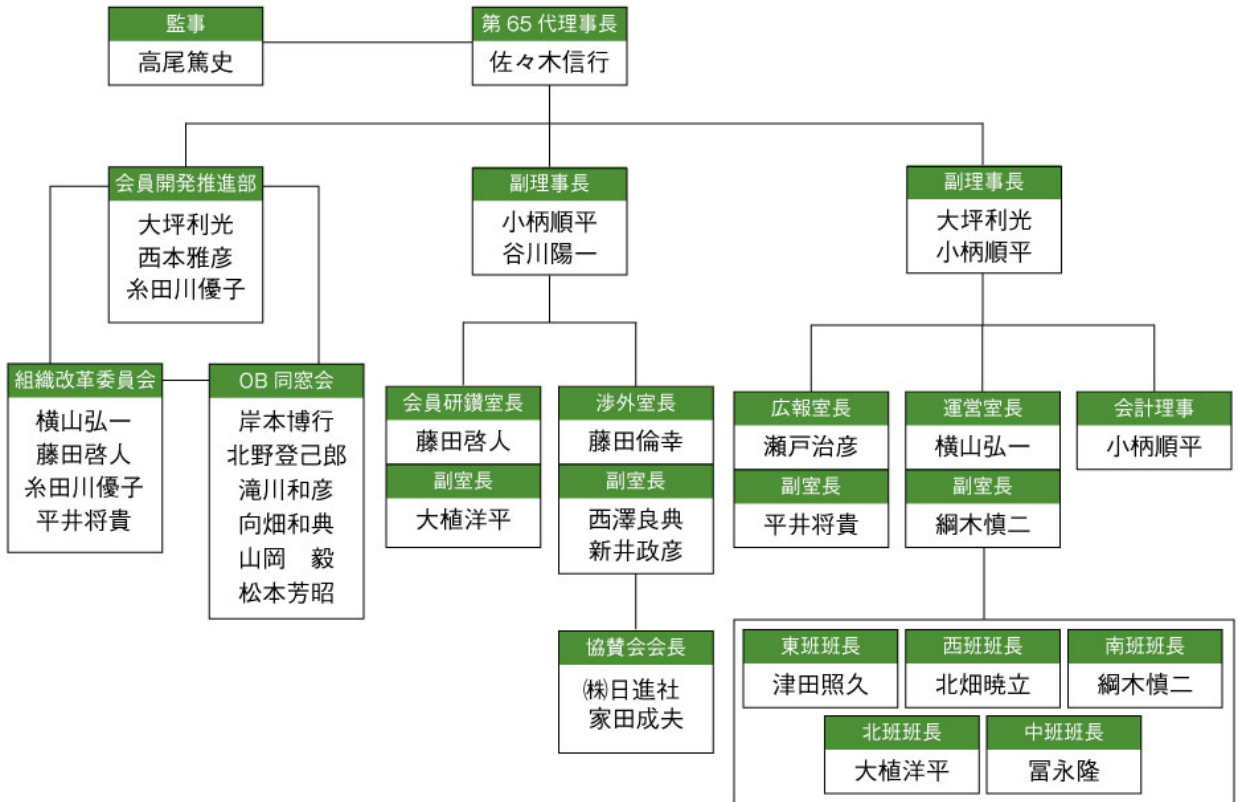 監事
高尾篤史
第 65 代理事長
佐々木信行
会員開発推進部
大坪利光
西本雅彦
糸田川優子
副理事長
小柄順平
谷川陽一
副理事長
大坪利光
小柄順平
組織改革委員会
横山弘一
藤田啓人
糸田川優子
平井将貴
OB 同窓会
岸本博行
北野登己郎
滝川和彦
向畑和典
山岡　毅
松本芳昭
会員研鑽室長
藤田啓人
副室長
大植洋平
渉外室長
藤田倫幸
副室長
西澤良典
新井政彦
協賛会会長
㈱日進社
家田成夫
広報室長
瀬戸治彦
副室長
平井将貴
運営室長
横山弘一
副室長
綱木慎二
会計理事
小柄順平
東班班長
津田照久
西班班長
北畑暁立
南班班長
綱木慎二
北班班長
大植洋平
中班班長
冨永隆